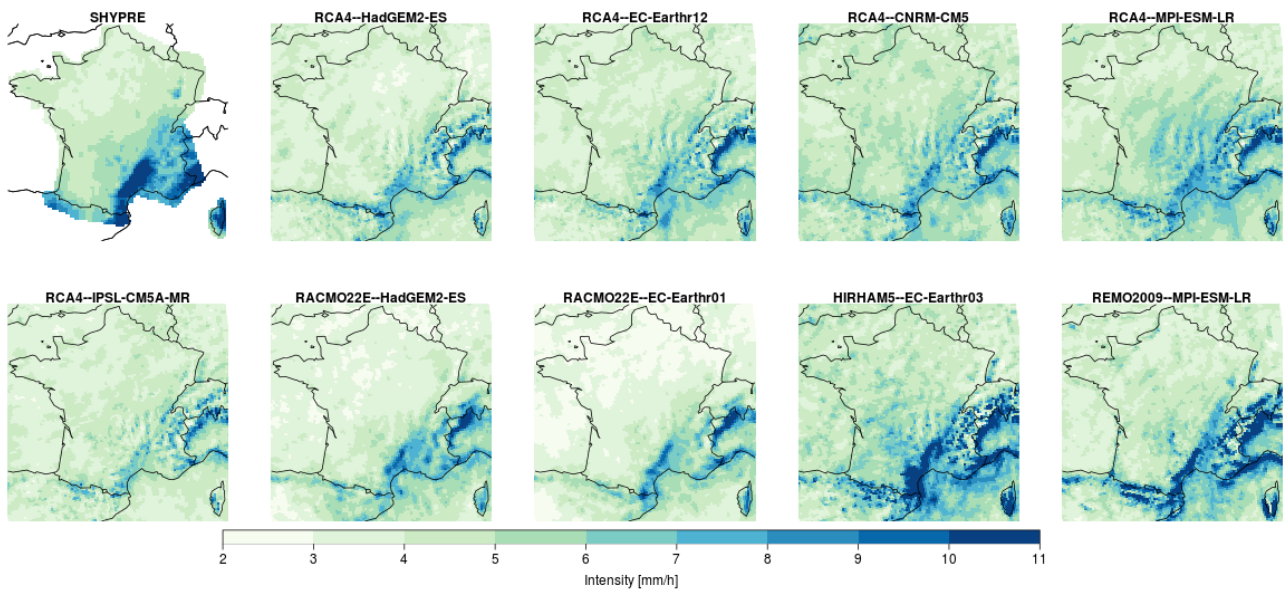 SHYPRE
RCA4--HadGEM2-ES
RCA4--EC-Earthr12
RCA4--CNRM-CM5
RCA4--MPI-ESM-LR
RCA4--IPSL-CM5A-MR
RACMO22E--HadGEM2-ES
RACMO22E--EC-Earthr01
HIRHAM5--EC-Earthr03
REMO2009--MPI-ESM-LR
2 3 4 5 6 7 8 9 10 11
Intensity [mm/h]